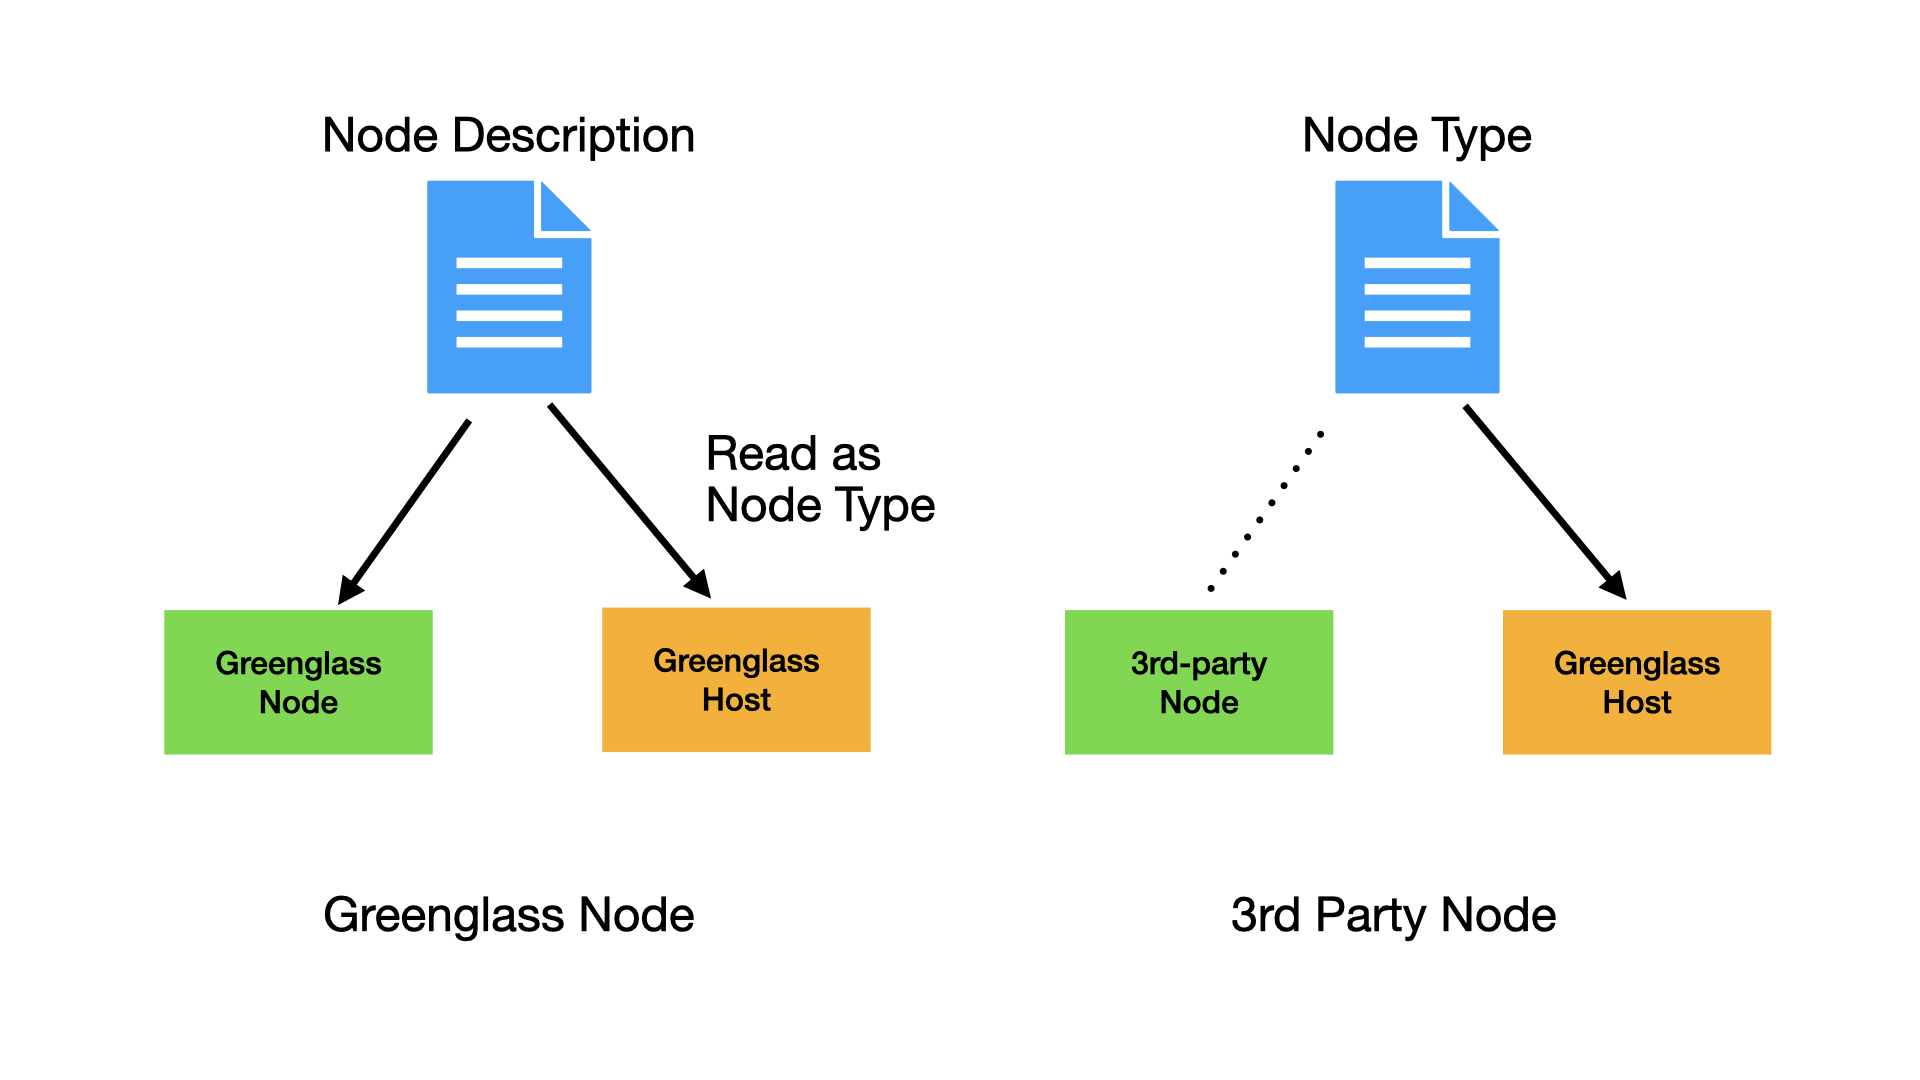 Node Description
Node Type
Read as
Node Type
Greenglass
Node
Greenglass
Host
3rd-party
Node
Greenglass
Host
Greenglass Node
3rd Party Node